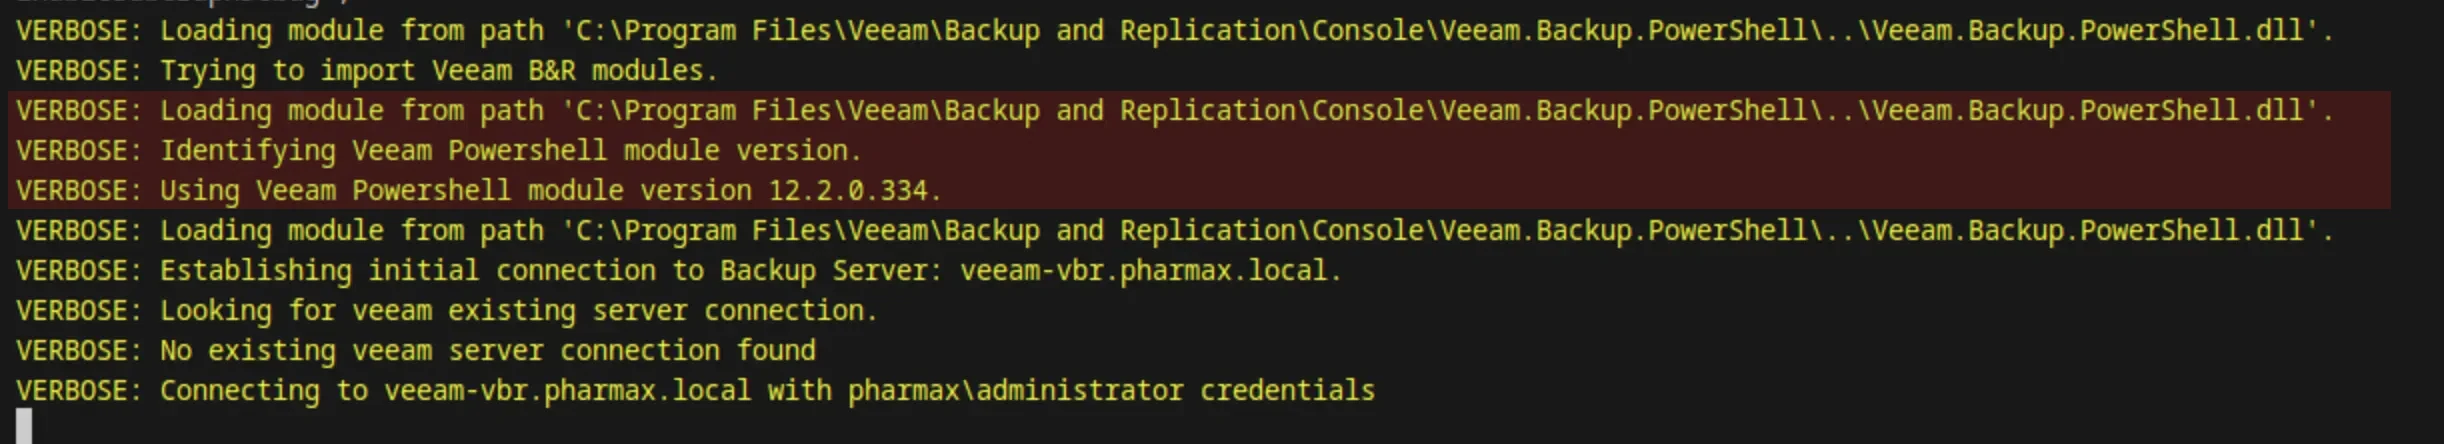 VERBOSE: Loading module from path 'C:\Program Files\Veeam\Backup and Replication\Console\Veeam.Backup.PowerShell\..\Veeam.Backup.PowerShell.dll'.
VERBOSE: Trying to import Veeam B&R modules.
VERBOSE: Loading module from path 'C:\Program Files\Veeam\Backup and Replication\Console\Veeam.Backup.PowerShell\..\Veeam.Backup.PowerShell.dll'.
VERBOSE: Identifying Veeam Powershell module version.
VERBOSE: Using Veeam Powershell module version 12.2.0.334.
VERBOSE: Loading module from path 'C:\Program Files\Veeam\Backup and Replication\Console\Veeam.Backup.PowerShell\..\Veeam.Backup.PowerShell.dll'.
VERBOSE: Establishing initial connection to Backup Server: veeam-vbr.pharmax.local.
VERBOSE: Looking for veeam existing server connection.
VERBOSE: No existing veeam server connection found
VERBOSE: Connecting to veeam-vbr.pharmax.local with pharmax\administrator credentials